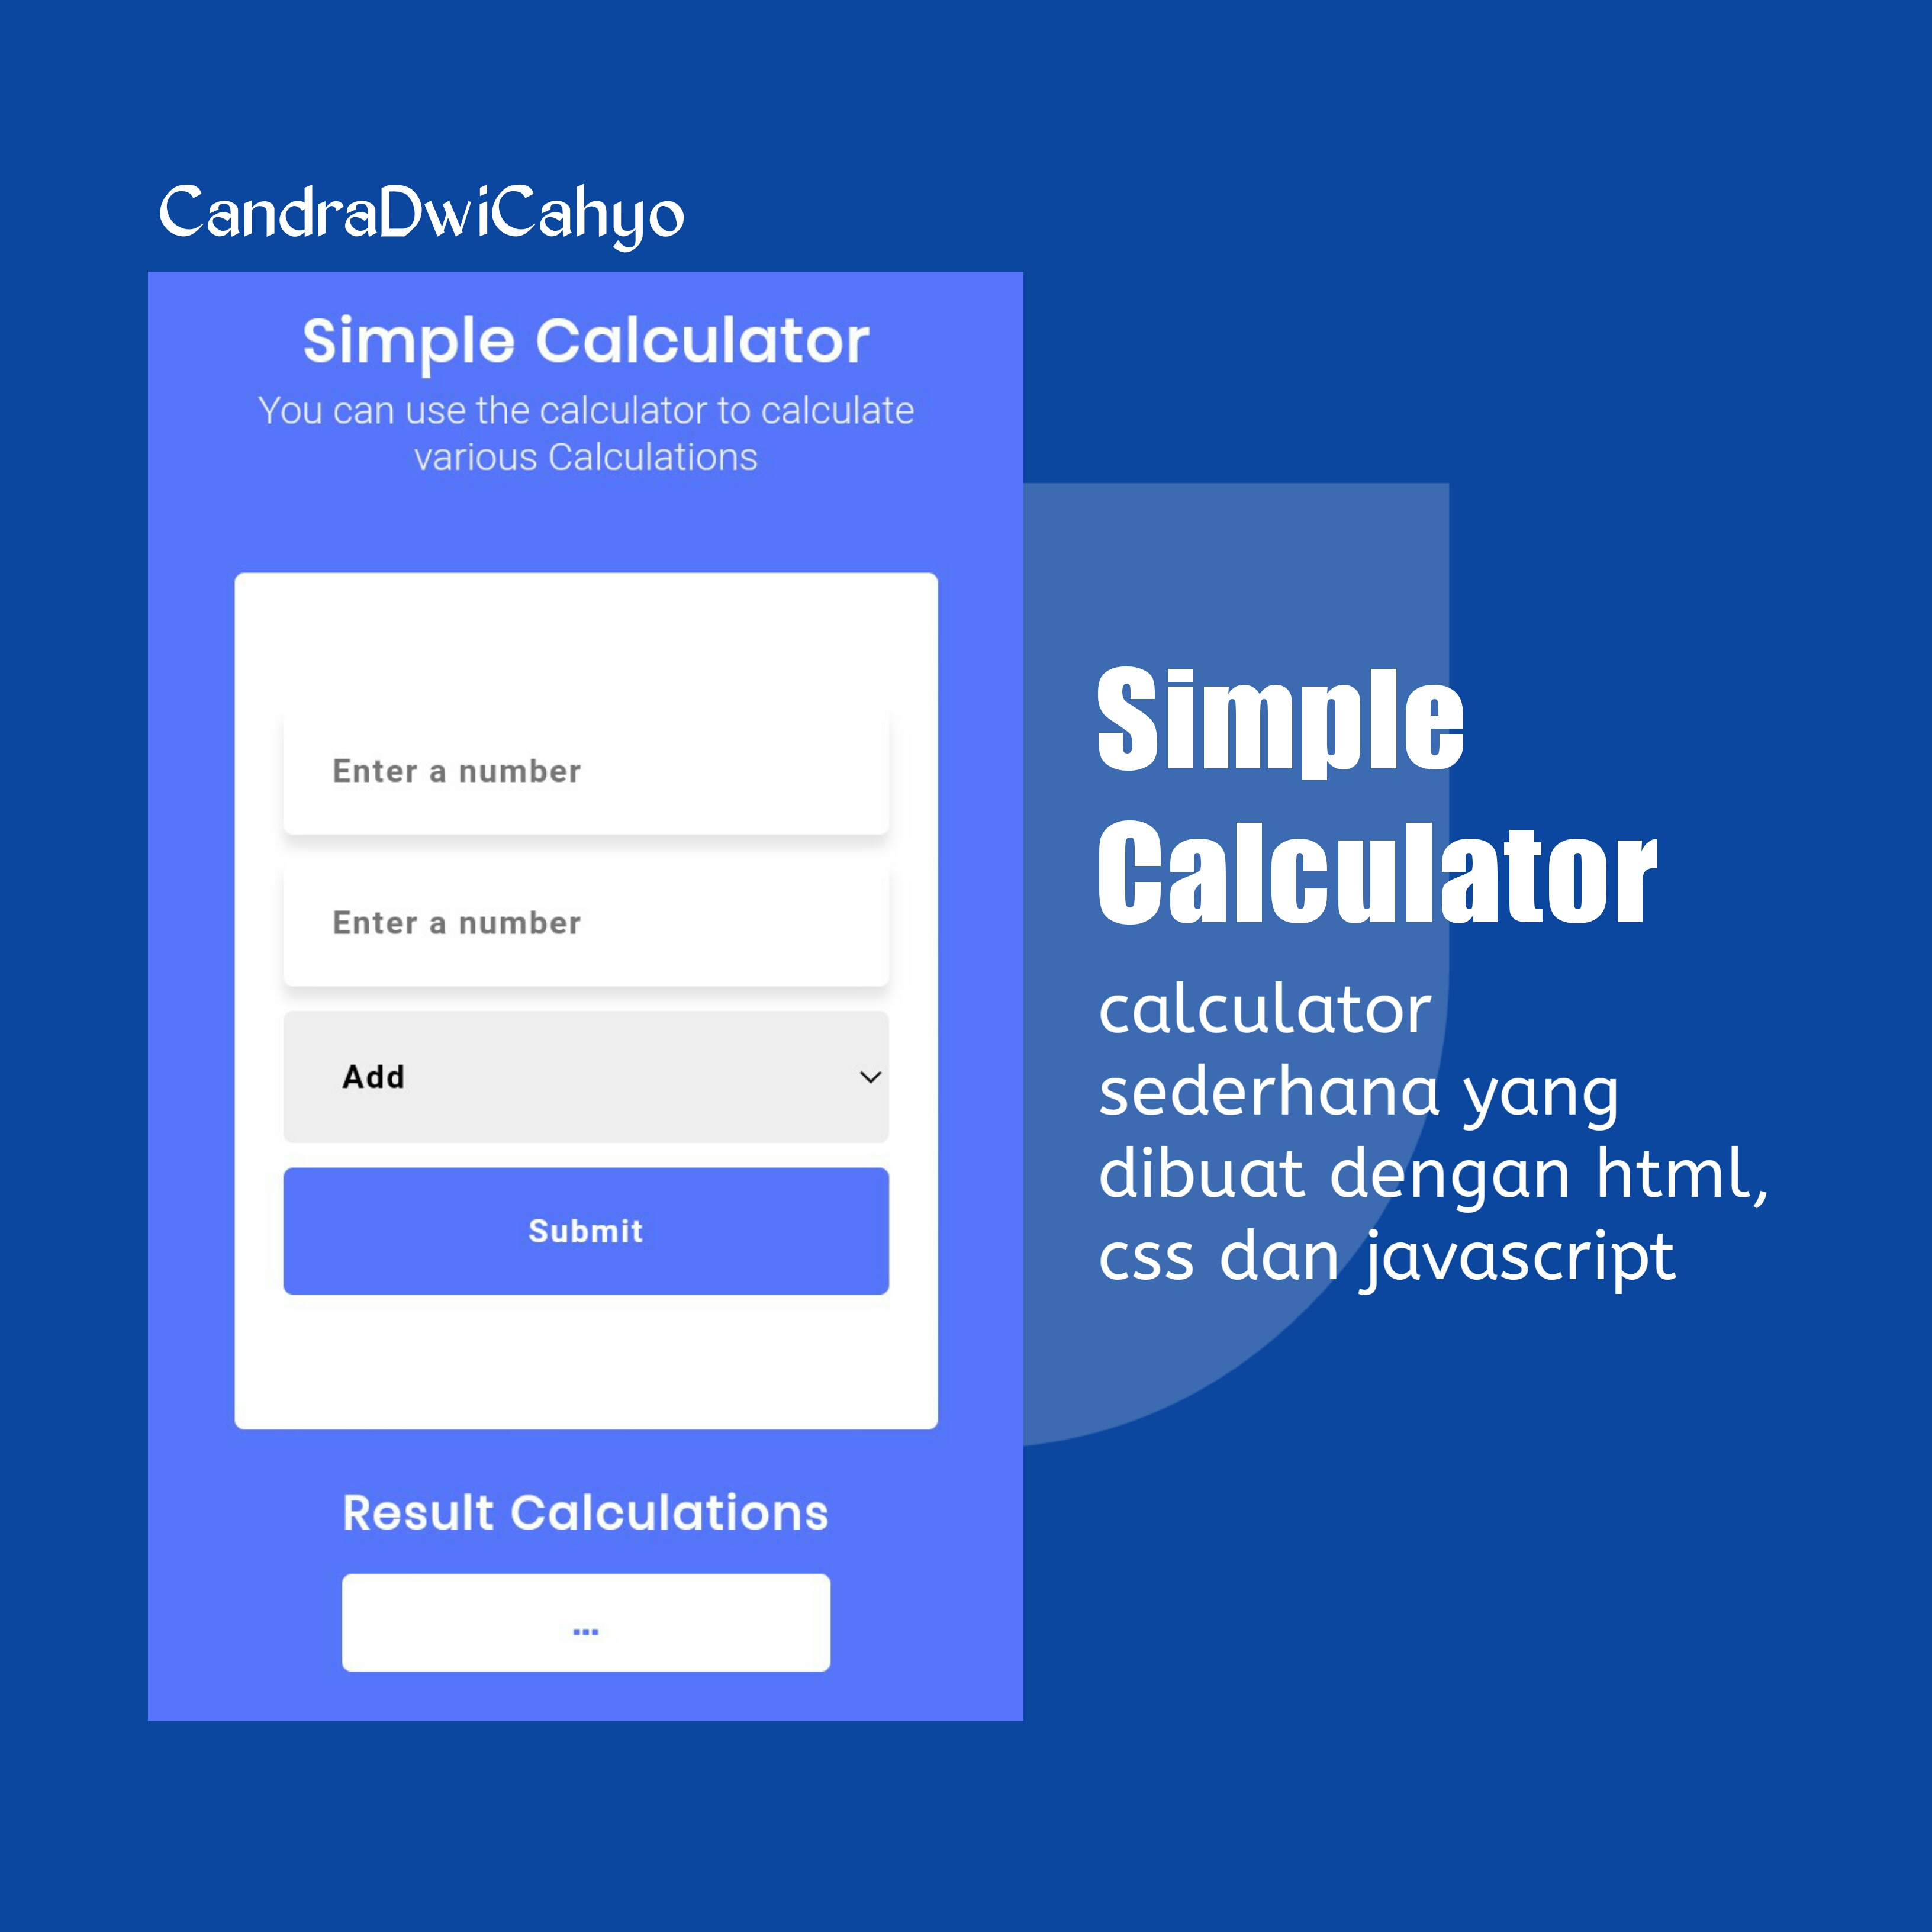 CandraDwiCahyo
Simple Calculator
You can use the calculator to calculate
various Calculations
Enter a number
Enter a number
Add
Submit
Result Calculations
...
Simple
Calculator
calculator
sederhana yang
dibuat dengan html,
css dan javascript